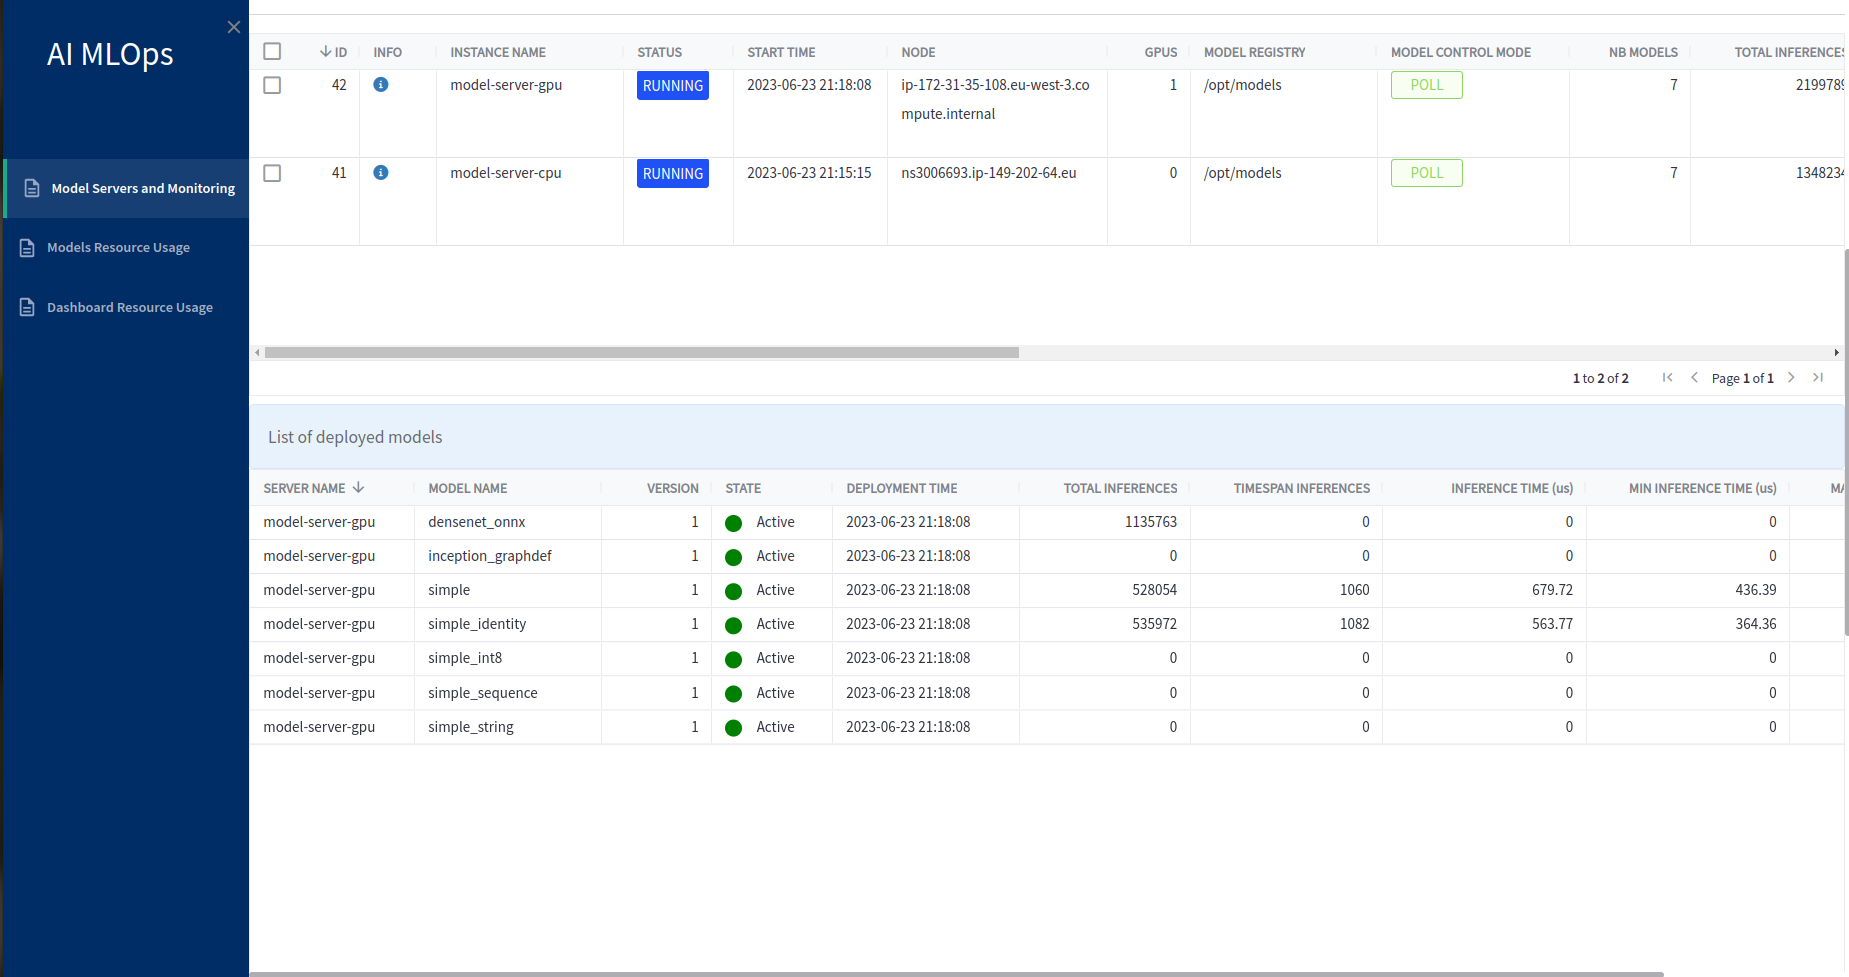 AI MLOps
Model Servers and Monitoring
Models Resource Usage
Dashboard Resource Usage
ID INFO INSTANCE NAME STATUS START TIME NODE GPUS MODEL REGISTRY MODEL CONTROL MODE NB MODELS TOTAL INFERENCES
42 model-server-gpu RUNNING 2023-06-23 21:18:08 ip-172-31-35-108.eu-west-3.co 1 /opt/models POLL 7 2199789
mpute.internal
41 model-server-cpu RUNNING 2023-06-23 21:15:15 ns3006693.ip-149-202-64.eu 0 /opt/models POLL 7 1348234
1 to 2 of 2 Page 1 of 1
List of deployed models
SERVER NAME MODEL NAME VERSION STATE DEPLOYMENT TIME TOTAL INFERENCES TIMESPAN INFERENCES INFERENCE TIME (us) MIN INFERENCE TIME (us) MA
model-server-gpu densenet_onnx 1 Active 2023-06-23 21:18:08 1135763 0 0 0
model-server-gpu inception_graphdef 1 Active 2023-06-23 21:18:08 0 0 0 0
model-server-gpu simple 1 Active 2023-06-23 21:18:08 528054 1060 679.72 436.39
model-server-gpu simple_identity 1 Active 2023-06-23 21:18:08 535972 1082 563.77 364.36
model-server-gpu simple_int8 1 Active 2023-06-23 21:18:08 0 0 0 0
model-server-gpu simple_sequence 1 Active 2023-06-23 21:18:08 0 0 0 0
model-server-gpu simple_string 1 Active 2023-06-23 21:18:08 0 0 0 0